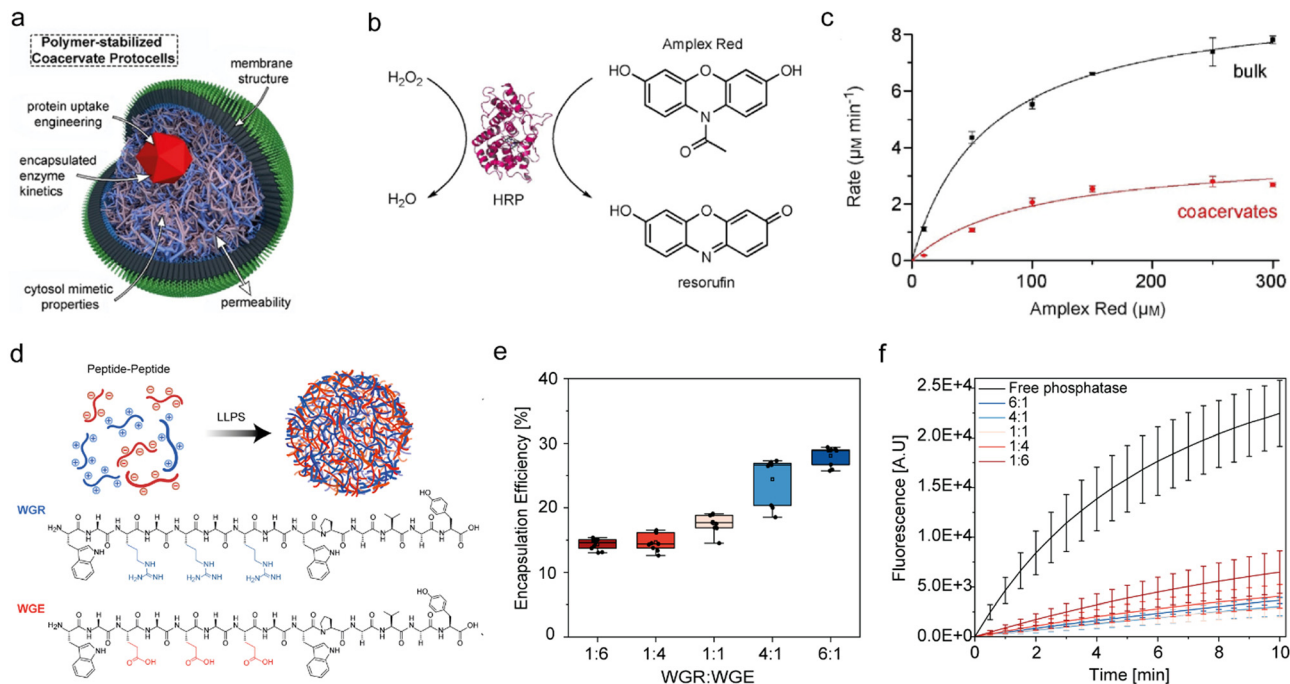 a
Polymer-stabilized
Coacervate Protocells
membrane
structure
protein uptake
engineering
encapsulated
enzyme
kinetics
cytosol mimetic
properties
permeability
b
Amplex Red
H₂O₂
HO
O
OH
N
O
H₂O
HRP
HO
O
O
N
resorufin
c
Rate (μM min⁻¹)
8
6
4
2
0
bulk
coacervates
0
100
200
300
Amplex Red (μM)
d
Peptide-Peptide
LLPS
WGR
WGE
e
Encapsulation Efficiency [%]
40
30
20
10
0
1:6
1:4
1:1
4:1
6:1
WGR:WGE
f
Fluorescence [A.U]
2.5E+4
2.0E+4
1.5E+4
1.0E+4
5.0E+3
0.0E+0
Free phosphatase
6:1
4:1
1:1
1:4
1:6
0
2
4
6
8
10
Time [min]